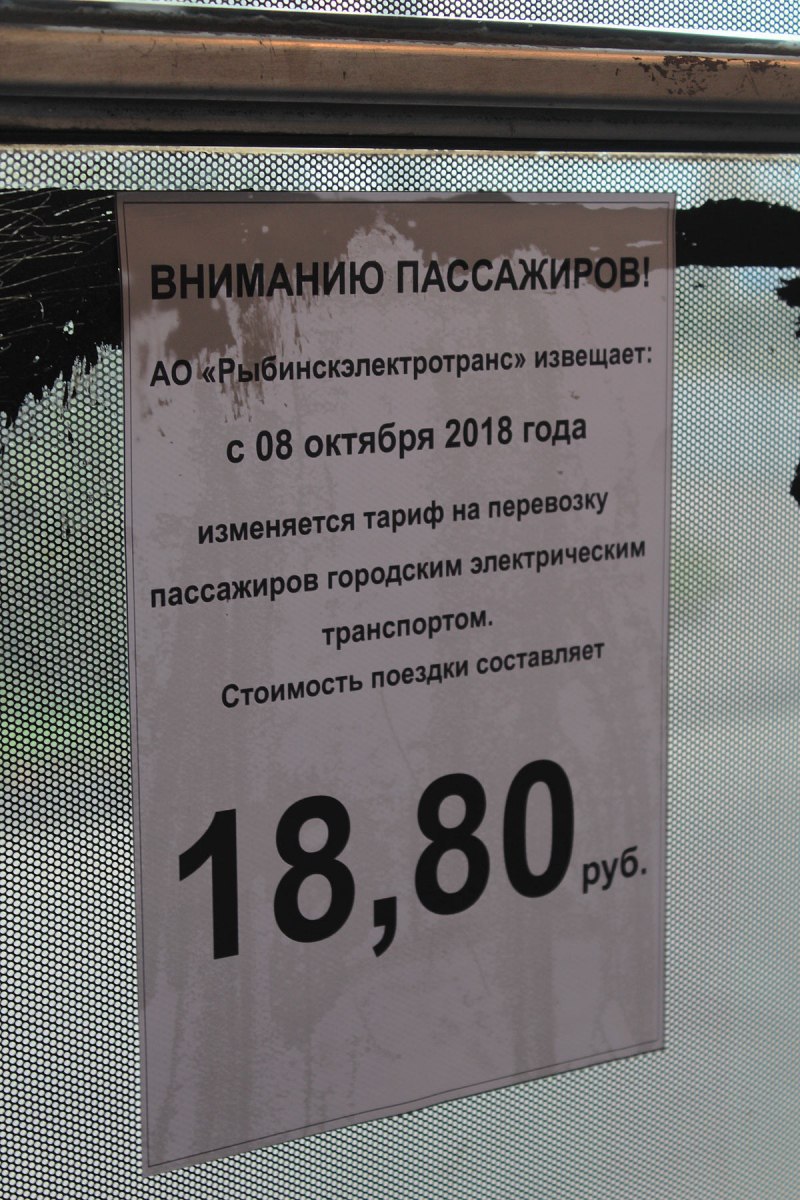 ВНИМАНИЮ ПАССАЖИРОВ!
АО «Рыбинскэлектротранс» извещает:
с 08 октября 2018 года
изменяется тариф на перевозку
пассажиров городским электрическим
транспортом.
Стоимость поездки составляет
18,80 руб.